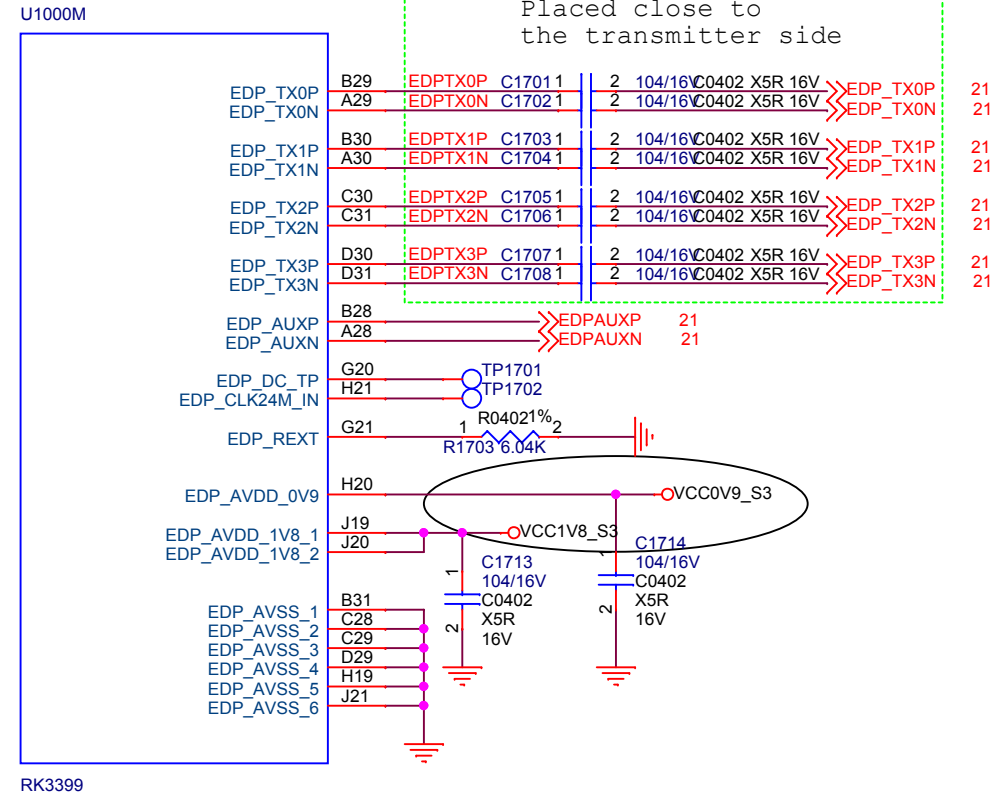 U1000M
Placed close to
the transmitter side
EDP_TX0P B29 EDPTX0P C1701 1 2 104/16V C0402 X5R 16V EDP_TX0P 21
EDP_TX0N A29 EDPTX0N C1702 1 2 104/16V C0402 X5R 16V EDP_TX0N 21
EDP_TX1P B30 EDPTX1P C1703 1 2 104/16V C0402 X5R 16V EDP_TX1P 21
EDP_TX1N A30 EDPTX1N C1704 1 2 104/16V C0402 X5R 16V EDP_TX1N 21
EDP_TX2P C30 EDPTX2P C1705 1 2 104/16V C0402 X5R 16V EDP_TX2P 21
EDP_TX2N C31 EDPTX2N C1706 1 2 104/16V C0402 X5R 16V EDP_TX2N 21
EDP_TX3P D30 EDPTX3P C1707 1 2 104/16V C0402 X5R 16V EDP_TX3P 21
EDP_TX3N D31 EDPTX3N C1708 1 2 104/16V C0402 X5R 16V EDP_TX3N 21
EDP_AUXP B28 EDPAUXP 21
EDP_AUXN A28 EDPAUXN 21
EDP_DC_TP G20 TP1701
EDP_CLK24M_IN H21 TP1702
R0402 1%
EDP_REXT G21 1 2
R1703 6.04K
EDP_AVDD_0V9 H20 VCC0V9_S3
EDP_AVDD_1V8_1 J19 VCC1V8_S3
EDP_AVDD_1V8_2 J20
C1713
104/16V
C0402
X5R
16V
1
2
C1714
104/16V
C0402
X5R
16V
1
2
EDP_AVSS_1 B31
EDP_AVSS_2 C28
EDP_AVSS_3 C29
EDP_AVSS_4 D29
EDP_AVSS_5 H19
EDP_AVSS_6 J21
RK3399